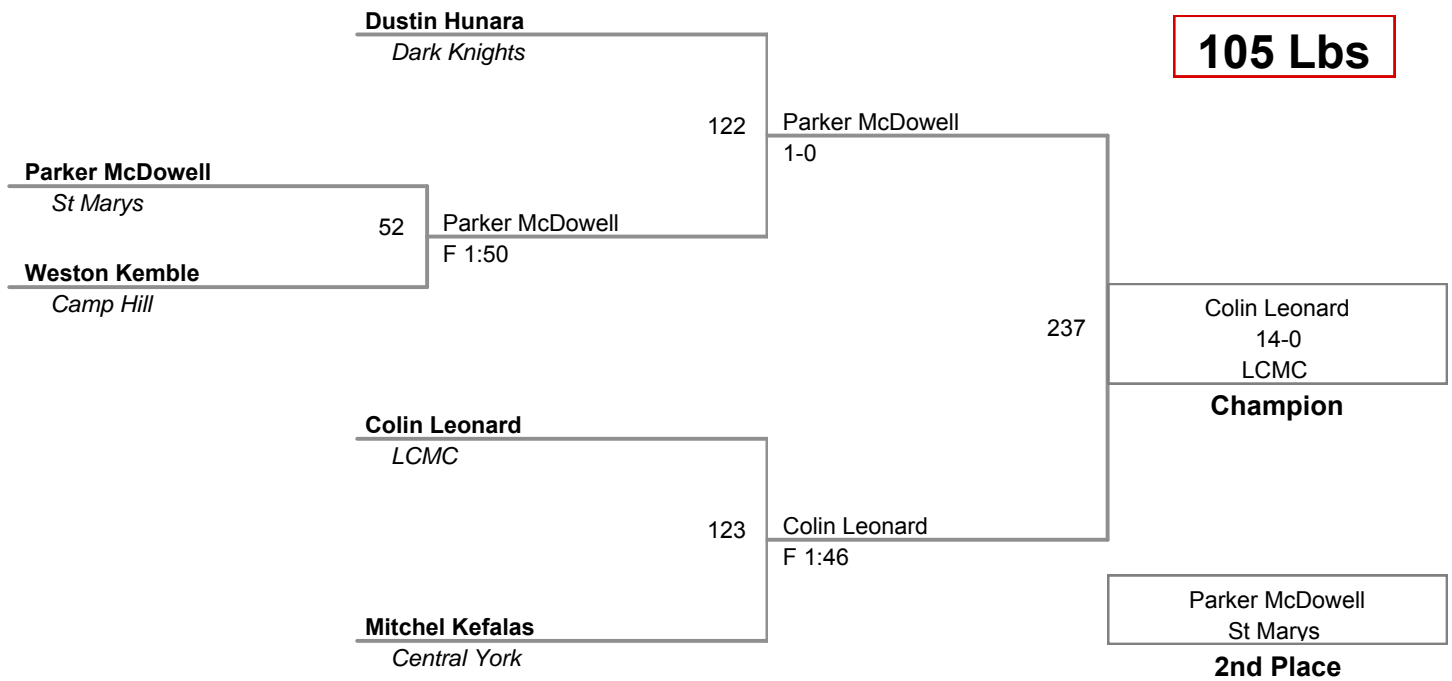 Dustin Hunara
Dark Knights
105 Lbs
122
Parker McDowell
1-0
Parker McDowell
St Marys
52
Parker McDowell
F 1:50
Weston Kemble
Camp Hill
237
Colin Leonard
14-0
LCMC
Champion
Colin Leonard
LCMC
123
Colin Leonard
F 1:46
Mitchel Kefalas
Central York
Parker McDowell
St Marys
2nd Place